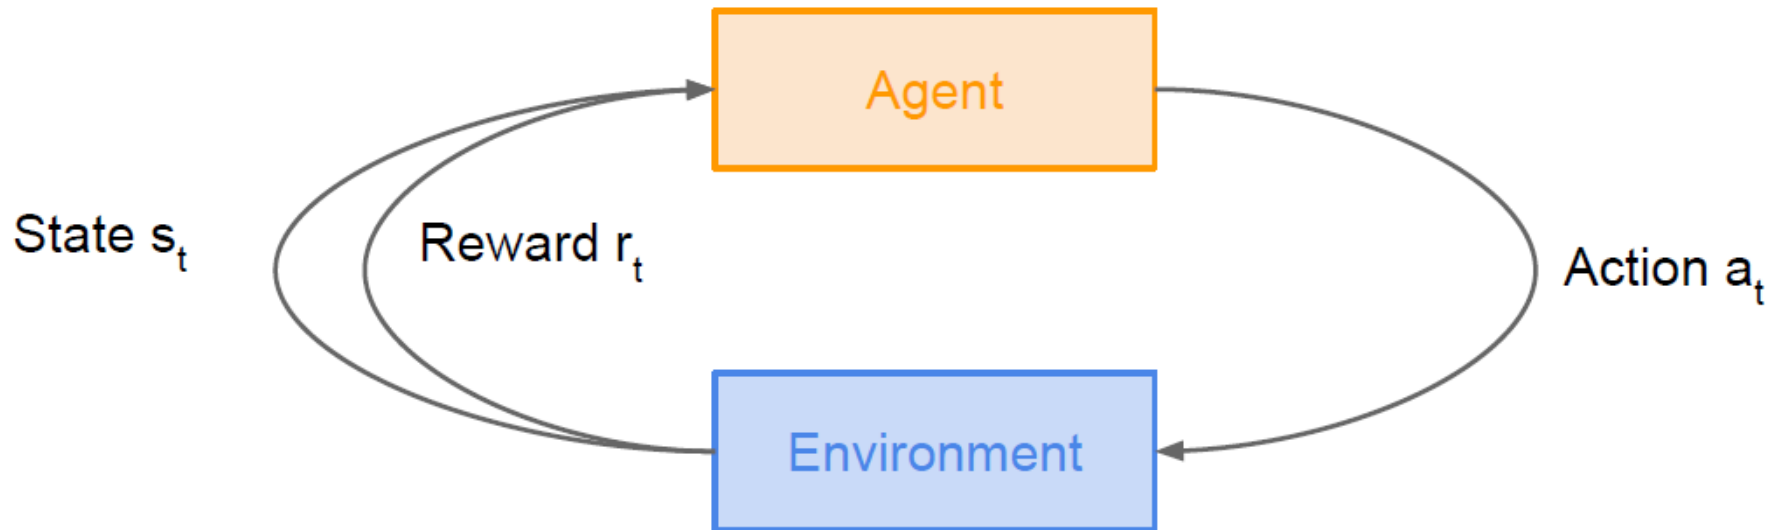 Agent
State sₜ
Reward rₜ
Action aₜ
Environment